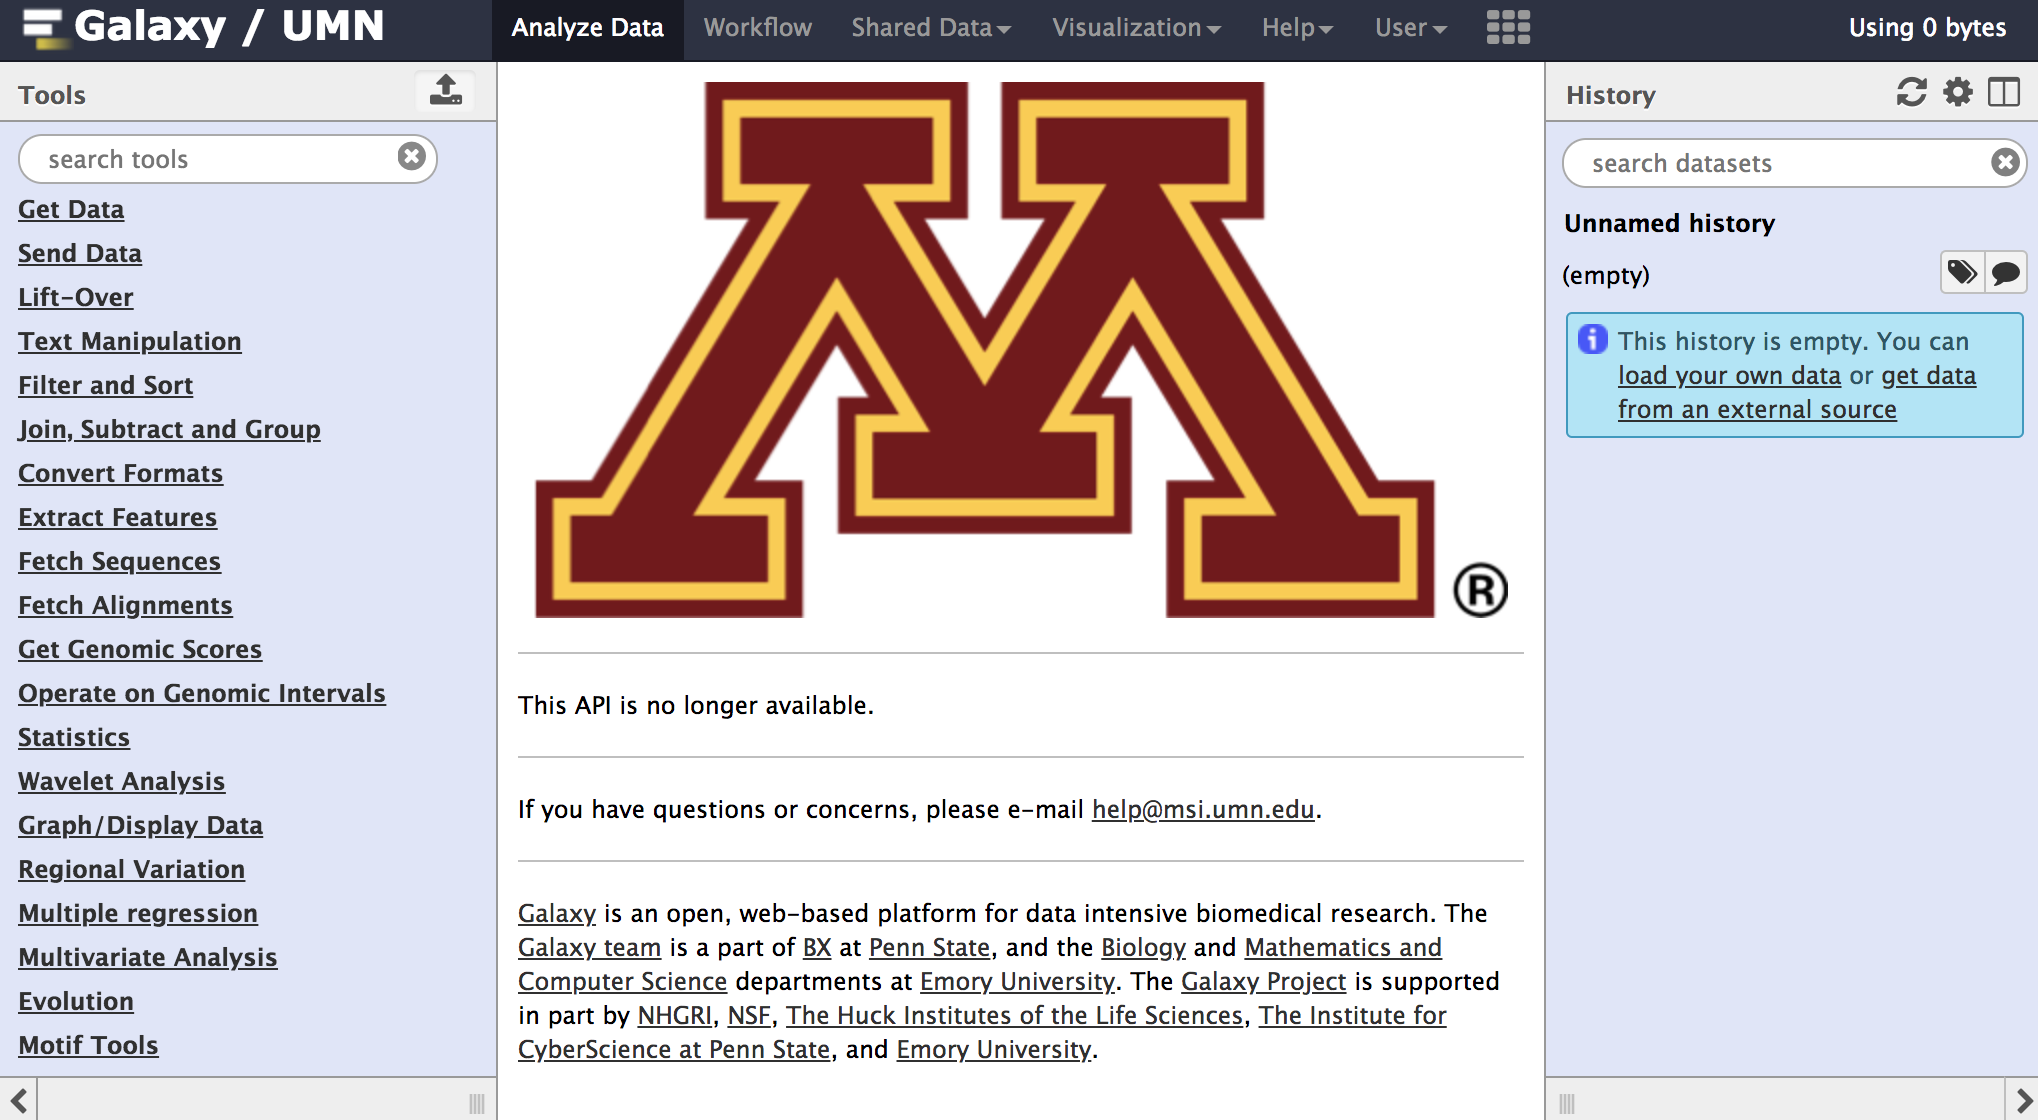 Galaxy / UMN
Analyze Data
Workflow
Shared Data
Visualization
Help
User
Using 0 bytes
Tools
search tools
Get Data
Send Data
Lift-Over
Text Manipulation
Filter and Sort
Join, Subtract and Group
Convert Formats
Extract Features
Fetch Sequences
Fetch Alignments
Get Genomic Scores
Operate on Genomic Intervals
Statistics
Wavelet Analysis
Graph/Display Data
Regional Variation
Multiple regression
Multivariate Analysis
Evolution
Motif Tools
M
®
This API is no longer available.
If you have questions or concerns, please e-mail help@msi.umn.edu.
Galaxy is an open, web-based platform for data intensive biomedical research. The
Galaxy team is a part of BX at Penn State, and the Biology and Mathematics and
Computer Science departments at Emory University. The Galaxy Project is supported
in part by NHGRI, NSF, The Huck Institutes of the Life Sciences, The Institute for
CyberScience at Penn State, and Emory University.
History
search datasets
Unnamed history
(empty)
This history is empty. You can
load your own data or get data
from an external source